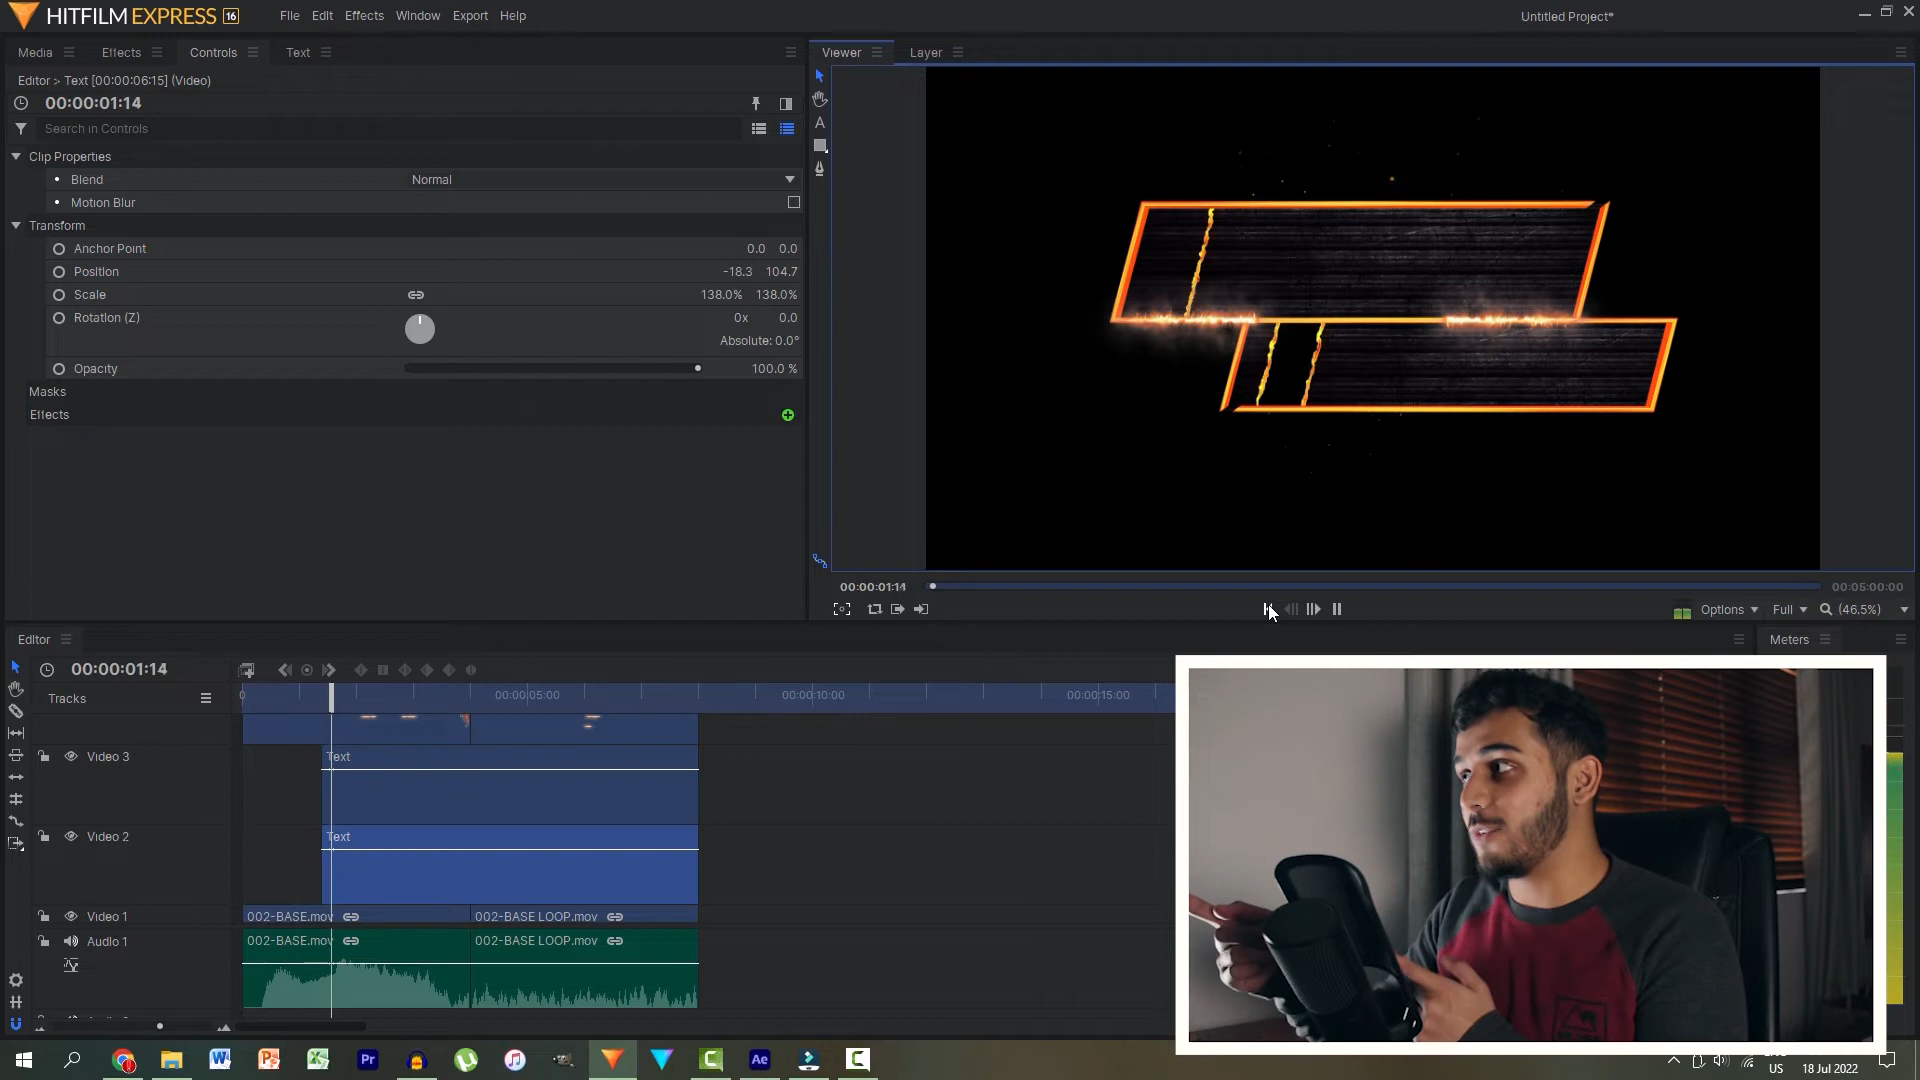 HITFILM EXPRESS 16
File Edit Effects Window Export Help
Untitled Project*
Media Effects Controls Text
Viewer Layer
Editor > Text [00:00:06:15] (Video)
00:00:01:14
Search in Controls
Clip Properties
Blend Normal
Motion Blur
Transform
Anchor Point 0.0 0.0
Position -18.3 104.7
Scale 138.0% 138.0%
Rotation (Z) 0x 0.0
Absolute: 0.0°
Opacity 100.0 %
Masks
Effects
A
00:00:01:14 00:05:00:00
Options Full (46.5%)
Editor Meters
00:00:01:14
Tracks
0 00:00:05:00 00:00:10:00 00:00:15:00
Video 3 Text
Video 2 Text
Video 1 002-BASE.mov 002-BASE LOOP.mov
Audio 1 002-BASE.mov 002-BASE LOOP.mov
W P X Pr Ae C
US 18 Jul 2022